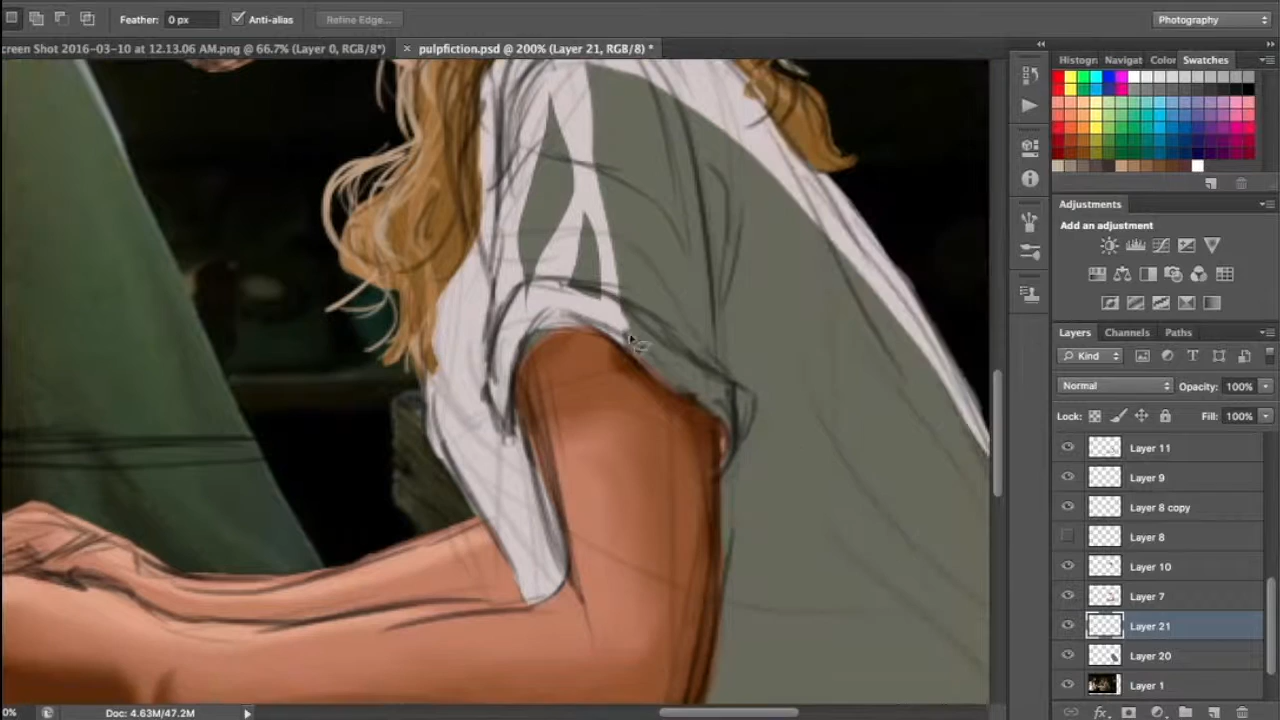 Feather: 0 px Anti-alias Refine Edge... Photography
creen Shot 2016-03-10 at 12.13.06 AM.png @ 66.7% (Layer 0, RGB/8*) × pulpfiction.psd @ 200% (Layer 21, RGB/8) *
Histogr Navigat Color Swatches
Adjustments
Add an adjustment
Layers Channels Paths
Kind
Normal Opacity: 100%
Lock: Fill: 100%
Layer 11
Layer 9
Layer 8 copy
Layer 8
Layer 10
Layer 7
Layer 21
Layer 20
Layer 1
0% Doc: 4.63M/47.2M
fx